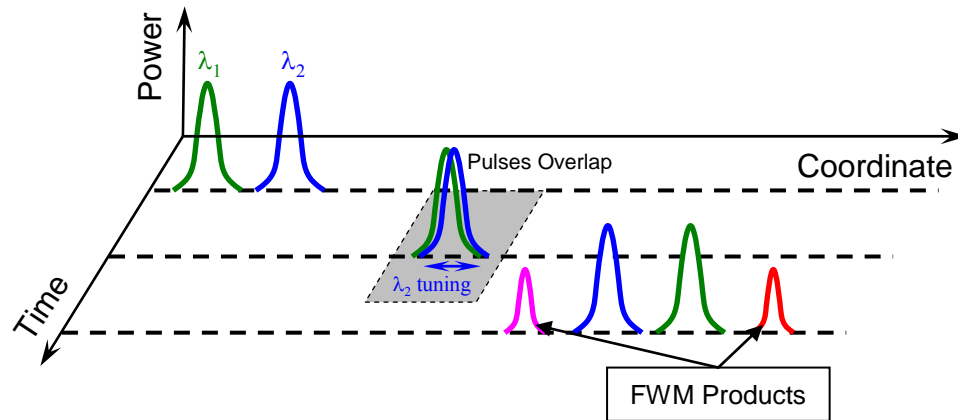 Power
λ₁
λ₂
Pulses Overlap
Coordinate
λ₂ tuning
Time
FWM Products